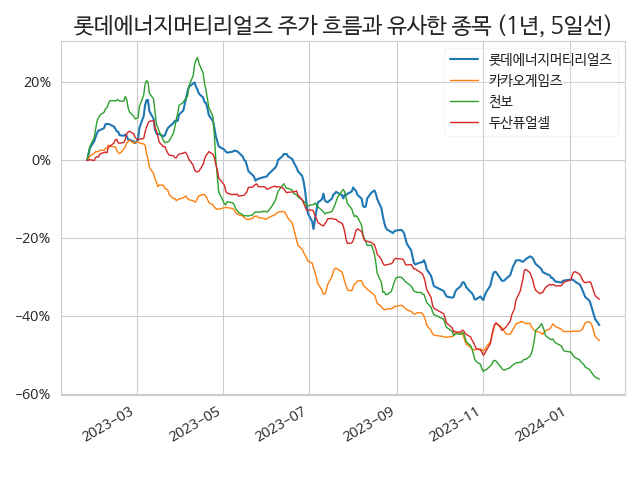 롯데에너지머티리얼즈 주가 흐름과 유사한 종목 (1년, 5일선)
롯데에너지머티리얼즈
카카오게임즈
천보
두산퓨얼셀
20%
0%
−20%
−40%
−60%
2023-03
2023-05
2023-07
2023-09
2023-11
2024-01